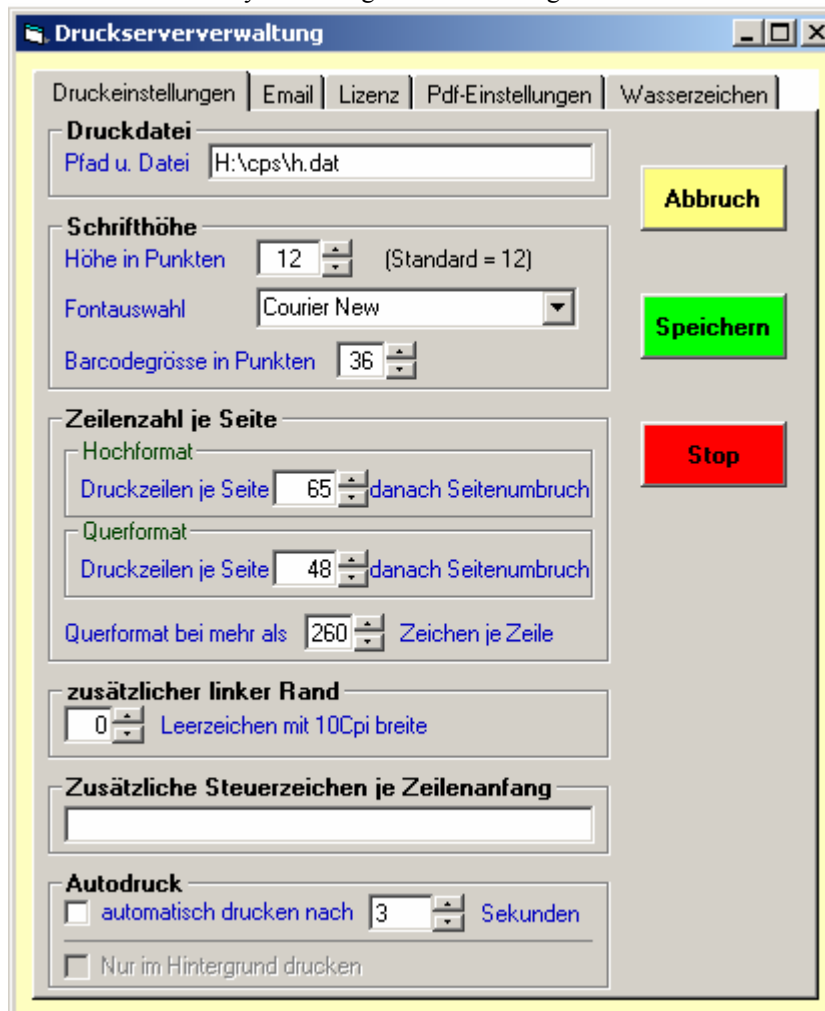 Druckserververwaltung
Druckeinstellungen Email Lizenz Pdf-Einstellungen Wasserzeichen
Druckdatei
Pfad u. Datei H:\cps\h.dat
Abbruch
Schrifthöhe
Höhe in Punkten 12 (Standard = 12)
Fontauswahl Courier New
Speichern
Barcodegrösse in Punkten 36
Zeilenzahl je Seite
Hochformat
Stop
Druckzeilen je Seite 65 danach Seitenumbruch
Querformat
Druckzeilen je Seite 48 danach Seitenumbruch
Querformat bei mehr als 260 Zeichen je Zeile
zusätzlicher linker Rand
0 Leerzeichen mit 10Cpi breite
Zusätzliche Steuerzeichen je Zeilenanfang
Autodruck
automatisch drucken nach 3 Sekunden
Nur im Hintergrund drucken